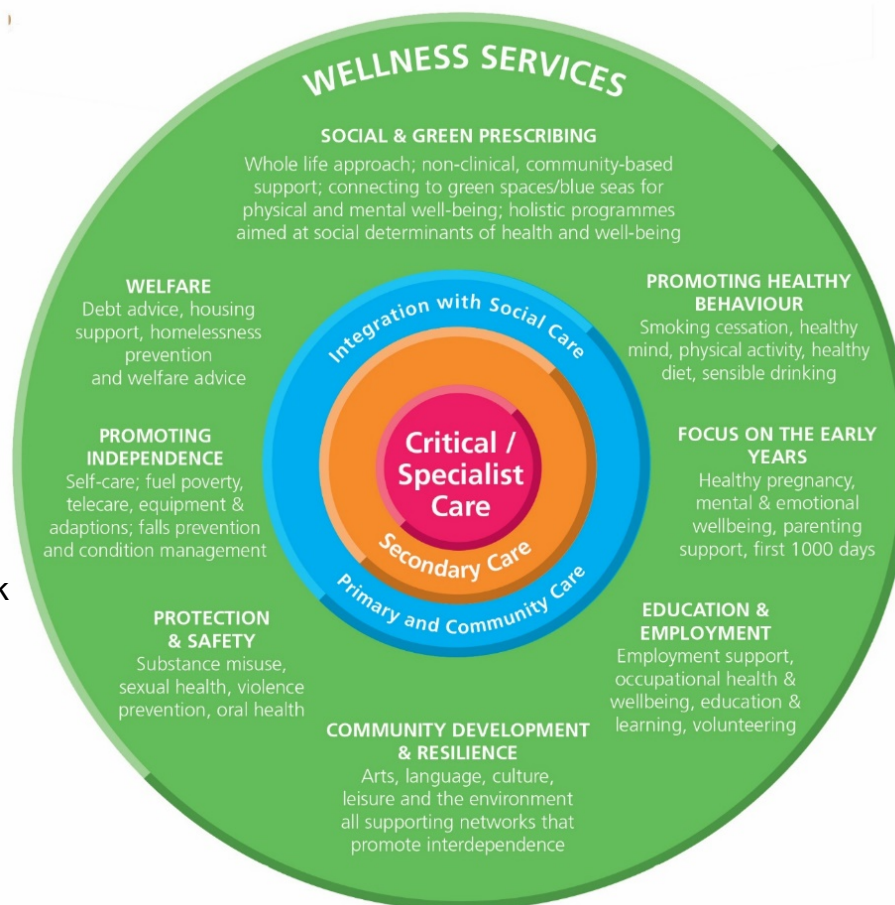 WELLNESS SERVICES
SOCIAL & GREEN PRESCRIBING
Whole life approach; non-clinical, community-based
support; connecting to green spaces/blue seas for
physical and mental well-being; holistic programmes
aimed at social determinants of health and well-being
WELFARE
Debt advice, housing
support, homelessness
prevention
and welfare advice
PROMOTING HEALTHY
BEHAVIOUR
Smoking cessation, healthy
mind, physical activity, healthy
diet, sensible drinking
Integration with Social Care
PROMOTING
INDEPENDENCE
Self-care; fuel poverty,
telecare, equipment &
adaptions; falls prevention
and condition management
Critical /
Specialist
Care
Secondary Care
Primary and Community Care
FOCUS ON THE EARLY
YEARS
Healthy pregnancy,
mental & emotional
wellbeing, parenting
support, first 1000 days
k
PROTECTION
& SAFETY
Substance misuse,
sexual health, violence
prevention, oral health
EDUCATION &
EMPLOYMENT
Employment support,
occupational health &
wellbeing, education &
learning, volunteering
COMMUNITY DEVELOPMENT
& RESILIENCE
Arts, language, culture,
leisure and the environment
all supporting networks that
promote interdependence